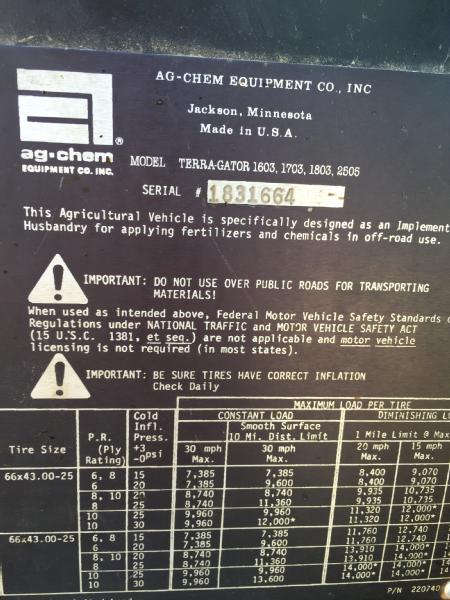 AG-CHEM EQUIPMENT CO., INC
Jackson, Minnesota
Made in U.S.A.
a
®
ag-chem
EQUIPMENT CO. INC.
MODEL TERRA-GATOR 1603, 1703, 1803, 2505
SERIAL # 1831664
This Agricultural Vehicle is specifically designed as an Implement
Husbandry for applying fertilizers and chemicals in off-road use.
IMPORTANT: DO NOT USE OVER PUBLIC ROADS FOR TRANSPORTING
MATERIALS!
When used as intended above, Federal Motor Vehicle Safety Standards
Regulations under NATIONAL TRAFFIC and MOTOR VEHICLE SAFETY ACT
(15 U.S.C. 1381, et seq.) are not applicable and motor vehicle
licensing is not required (in most states).
IMPORTANT: BE SURE TIRES HAVE CORRECT INFLATION
Check Daily
MAXIMUM LOAD PER TIRE
CONSTANT LOAD DIMINISHING LO
Tire Size
P.R.
(Ply
Rating)
Cold
Infl.
Press.
+3
-0psi
30 mph
Max.
Smooth Surface
10 Mi. Dist. Limit
30 mph
Max.
1 Mile Limit @ Max
20 mph
Max.
15 mph
Max.
66x43.00-25 6, 8 15 7,385 7,385 8,400 9,070
6 20 7,385 9,600 8,400 9,070
8, 10 20 8,740 8,740 9,935 10,735
8 25 8,740 11,360 9,935 10,735
10 25 9,960 9,960 11,320 12,000*
10 30 9,960 12,000* 11,320 12,000*
66x43.00-25 6, 8 15 7,385 7,385 11,760 12,740
6 20 7,385 9,600 11,760 12,740
8, 10 20 8,740 8,740 13,910 14,000*
8 25 8,740 11,360 13,910 14,000*
10 25 9,960 9,960 14,000* 14,000*
10 30 9,960 13,600 14,000* 14,000*
P/N 220740